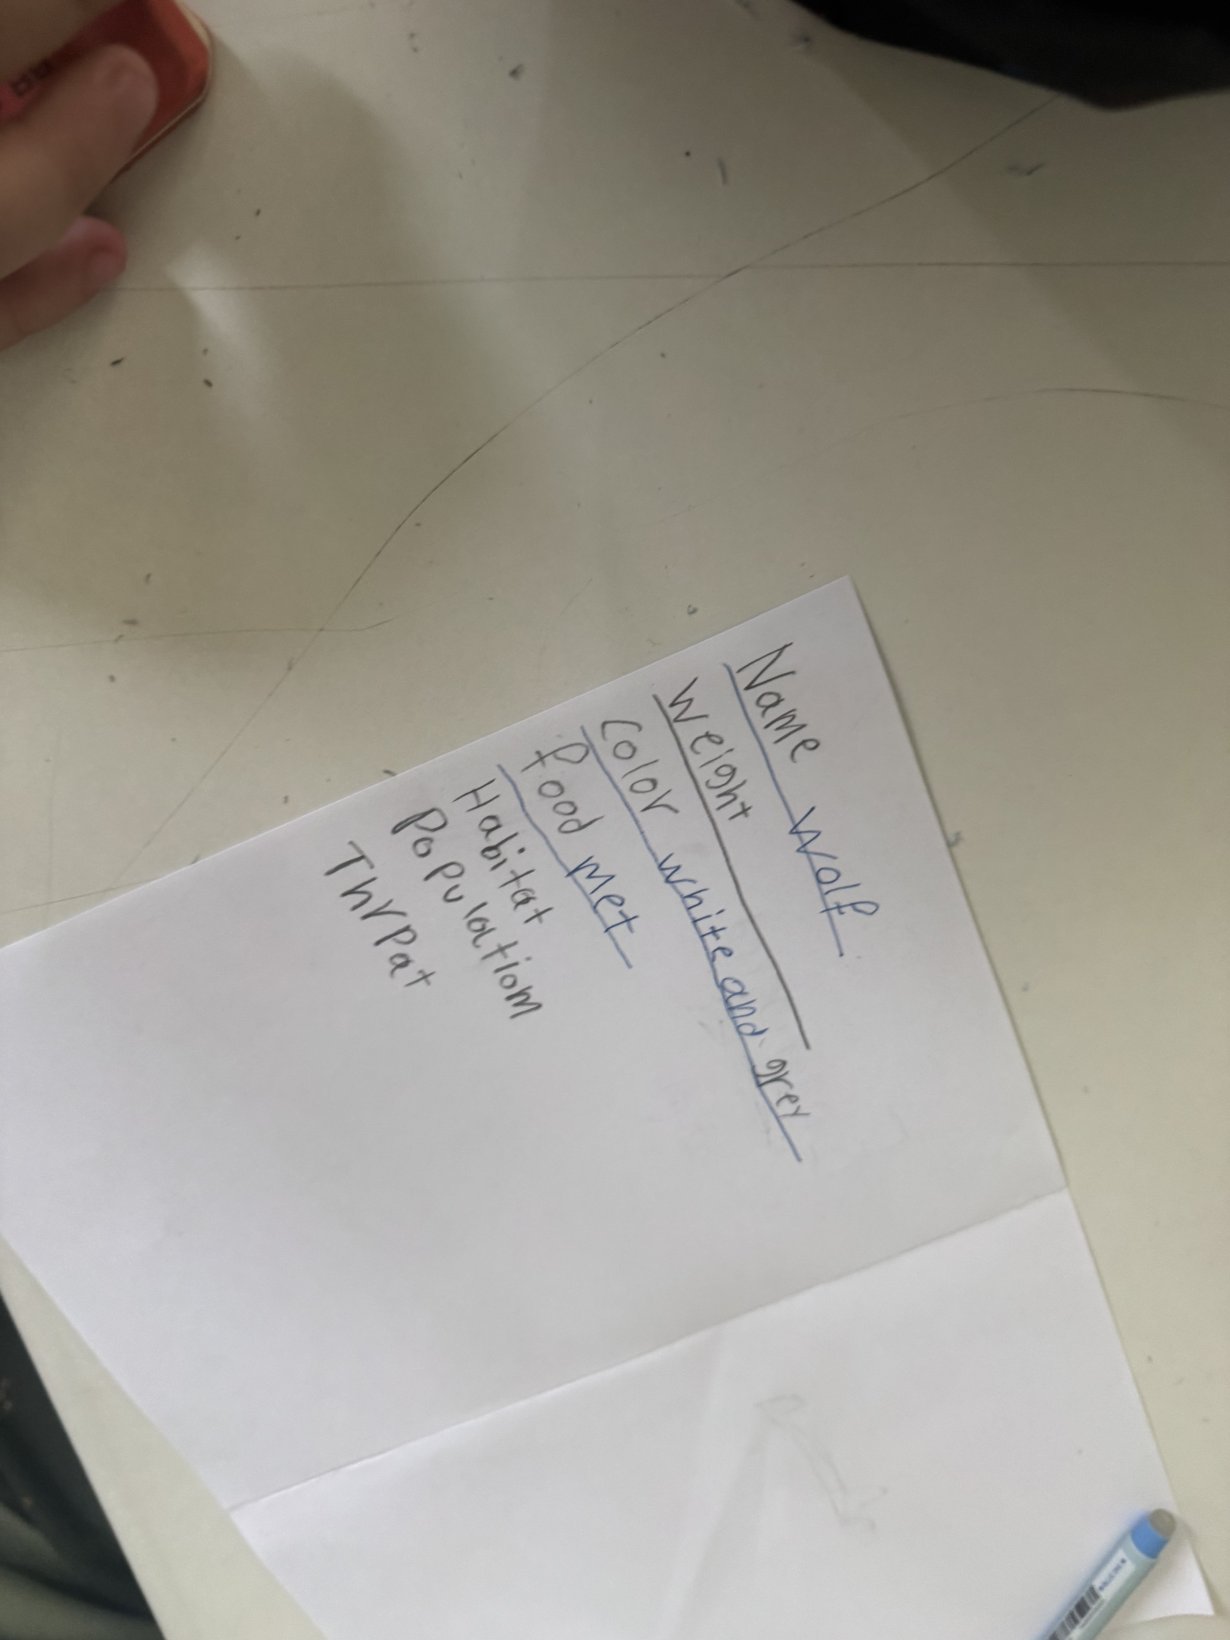 Name wolf
weight
color white and grey
food met
Habitat
Population
Thrpat